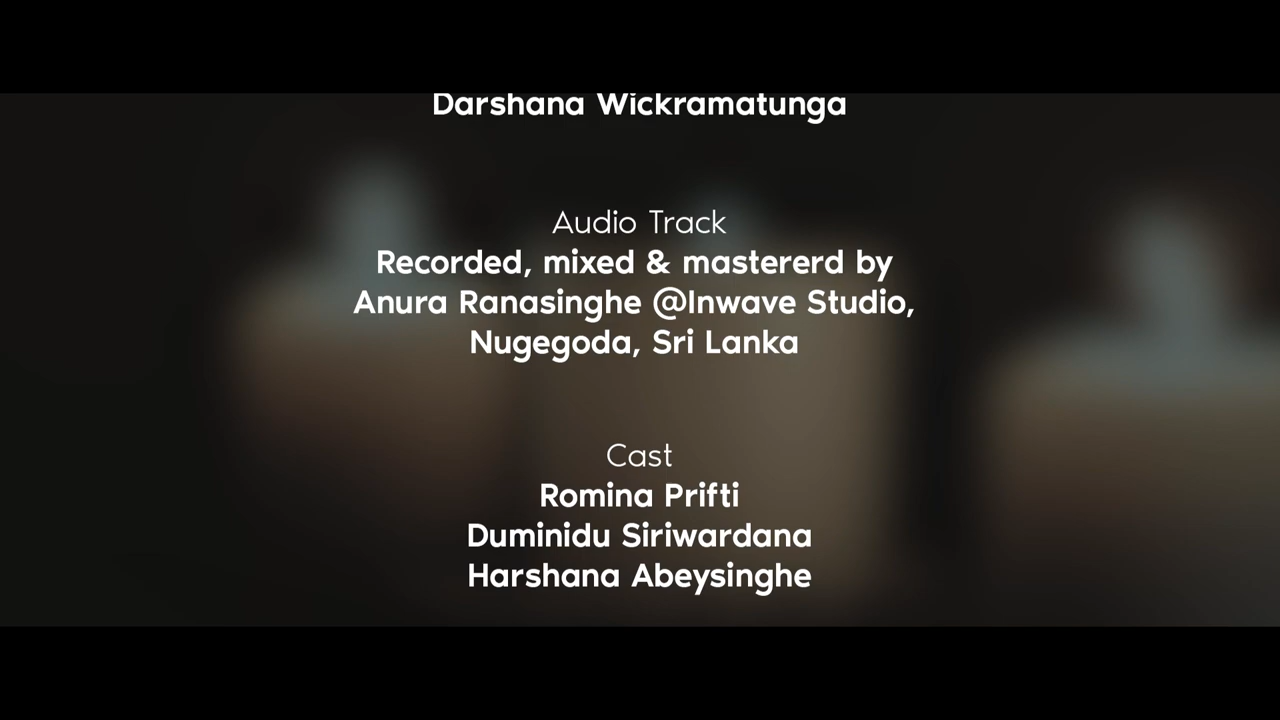 Darshana Wickramatunga
Audio Track
Recorded, mixed & mastererd by
Anura Ranasinghe @Inwave Studio,
Nugegoda, Sri Lanka
Cast
Romina Prifti
Duminidu Siriwardana
Harshana Abeysinghe